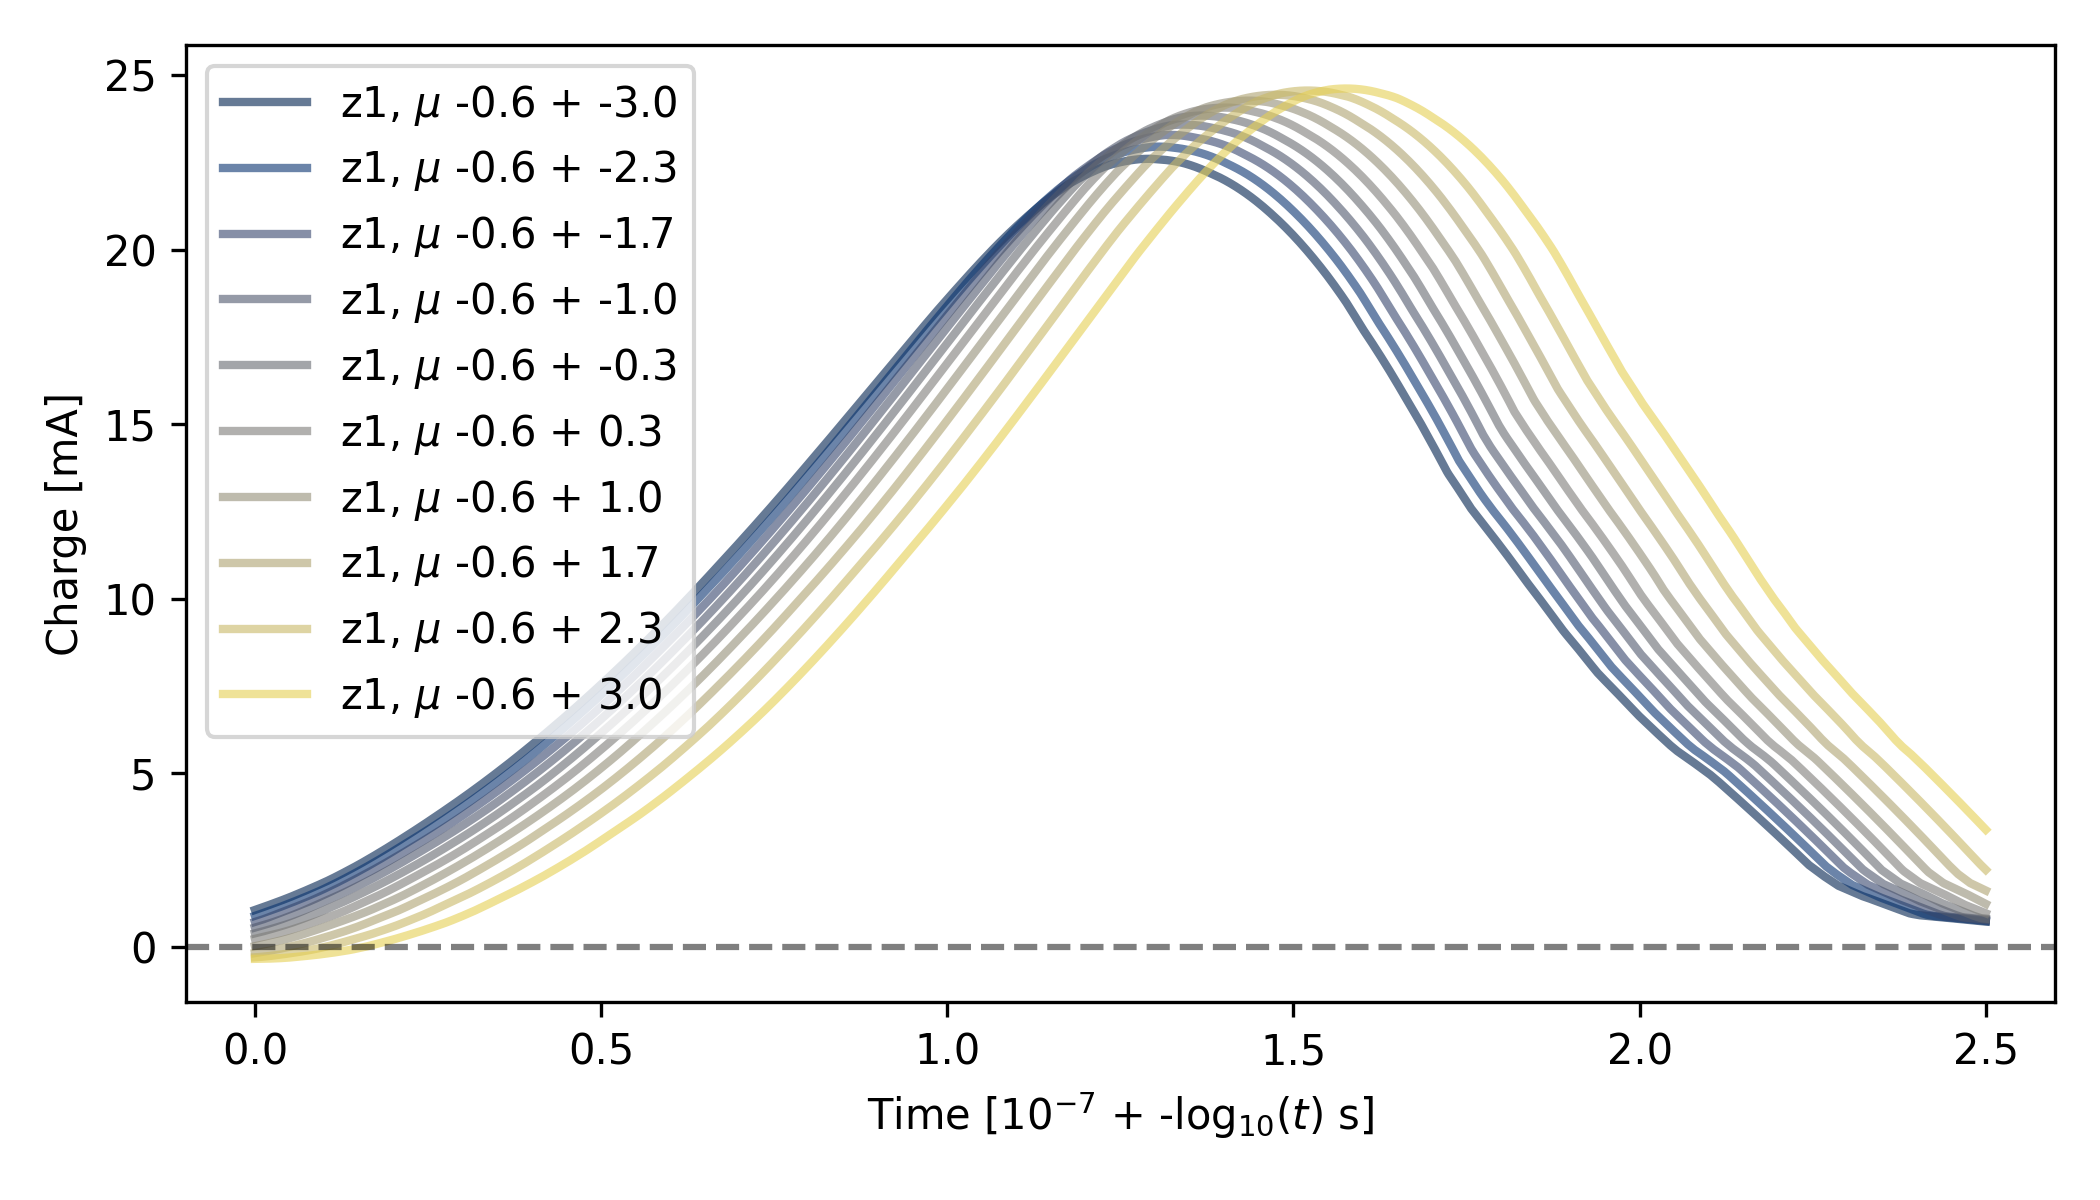 25
20
15
10
5
0
Charge [mA]
z1, μ -0.6 + -3.0
z1, μ -0.6 + -2.3
z1, μ -0.6 + -1.7
z1, μ -0.6 + -1.0
z1, μ -0.6 + -0.3
z1, μ -0.6 + 0.3
z1, μ -0.6 + 1.0
z1, μ -0.6 + 1.7
z1, μ -0.6 + 2.3
z1, μ -0.6 + 3.0
0.0 0.5 1.0 1.5 2.0 2.5
Time [10⁻⁷ + -log₁₀(t) s]